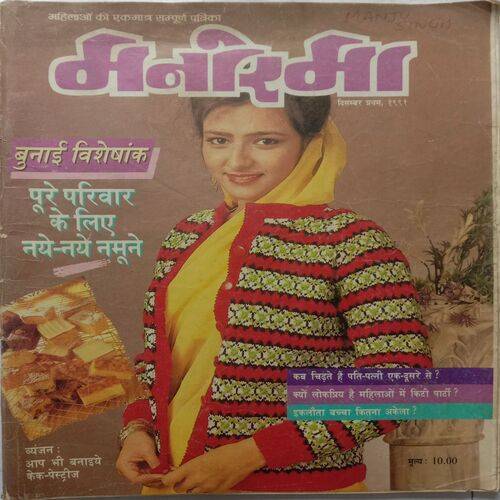 महिलाओं की एकमात्र सम्पूर्ण पत्रिका
मनोरमा
दिसम्बर प्रथम, १९९१
बुनाई विशेषांक
पूरे परिवार
के लिए
नये-नये नमूने
कब चिढ़ते हैं पति-पत्नी एक-दूसरे से?
क्यों लोकप्रिय है महिलाओं में किटी पार्टी?
इकलौता बच्चा कितना अकेला?
व्यंजन:
आप भी बनाइये
केक-पेस्ट्रीज
मूल्य: 10.00